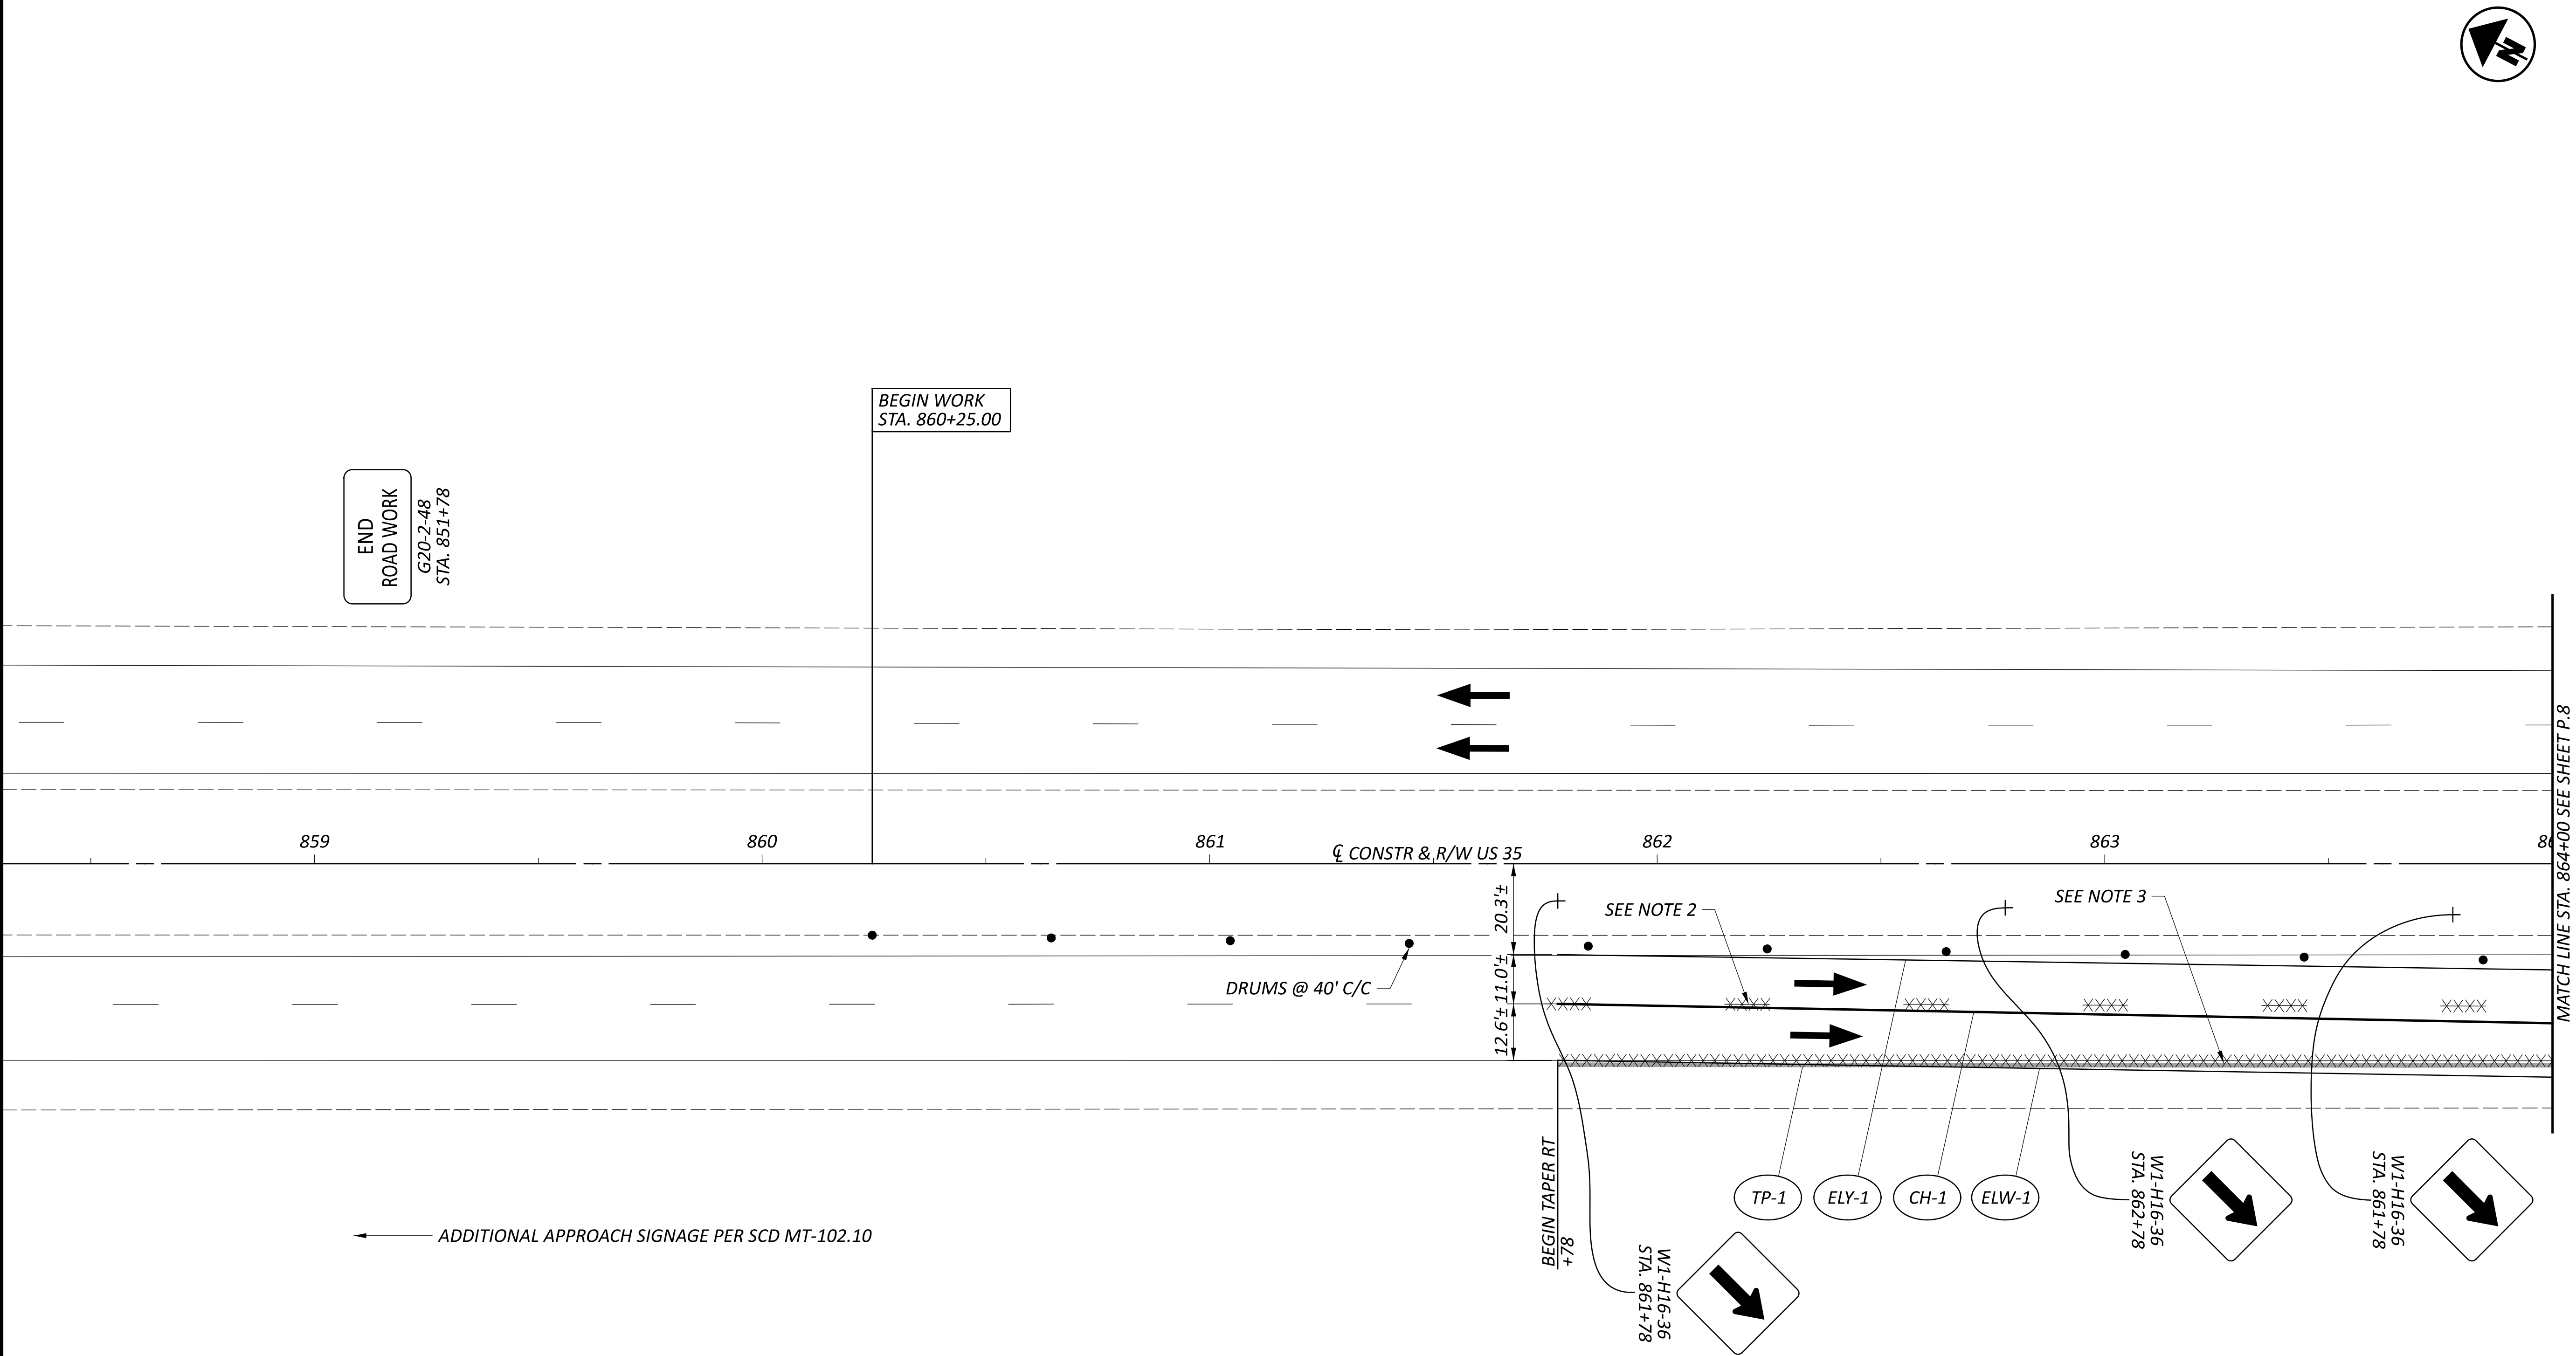 N
BEGIN WORK
STA. 860+25.00
END
ROAD WORK
G20-2-48
STA. 851+78
859
860
861
862
863
℄ CONSTR & R/W US 35
MATCH LINE STA. 864+00 SEE SHEET P.8
20.3'±
11.0'±
12.6'±
SEE NOTE 2
SEE NOTE 3
DRUMS @ 40' C/C
BEGIN TAPER RT
+78
TP-1
ELY-1
CH-1
ELW-1
W1-H16-36
STA. 861+78
W1-H16-36
STA. 862+78
W1-H16-36
STA. 861+78
ADDITIONAL APPROACH SIGNAGE PER SCD MT-102.10